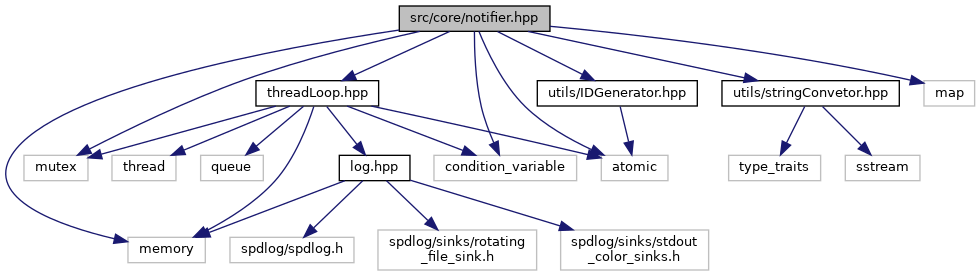 src/core/notifier.hpp
threadLoop.hpp
utils/IDGenerator.hpp
utils/stringConvetor.hpp
map
mutex
thread
queue
log.hpp
condition_variable
atomic
type_traits
sstream
memory
spdlog/spdlog.h
spdlog/sinks/rotating
_file_sink.h
spdlog/sinks/stdout
_color_sinks.h